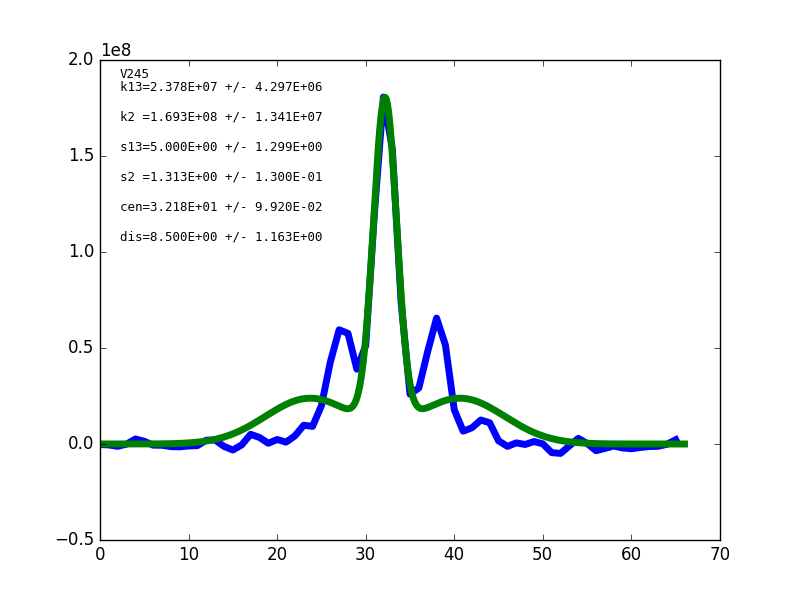 1e8
2.0
V245
k13=2.378E+07 +/- 4.297E+06
k2 =1.693E+08 +/- 1.341E+07
1.5
s13=5.000E+00 +/- 1.299E+00
s2 =1.313E+00 +/- 1.300E-01
cen=3.218E+01 +/- 9.920E-02
dis=8.500E+00 +/- 1.163E+00
1.0
0.5
0.0
−0.5
0 10 20 30 40 50 60 70